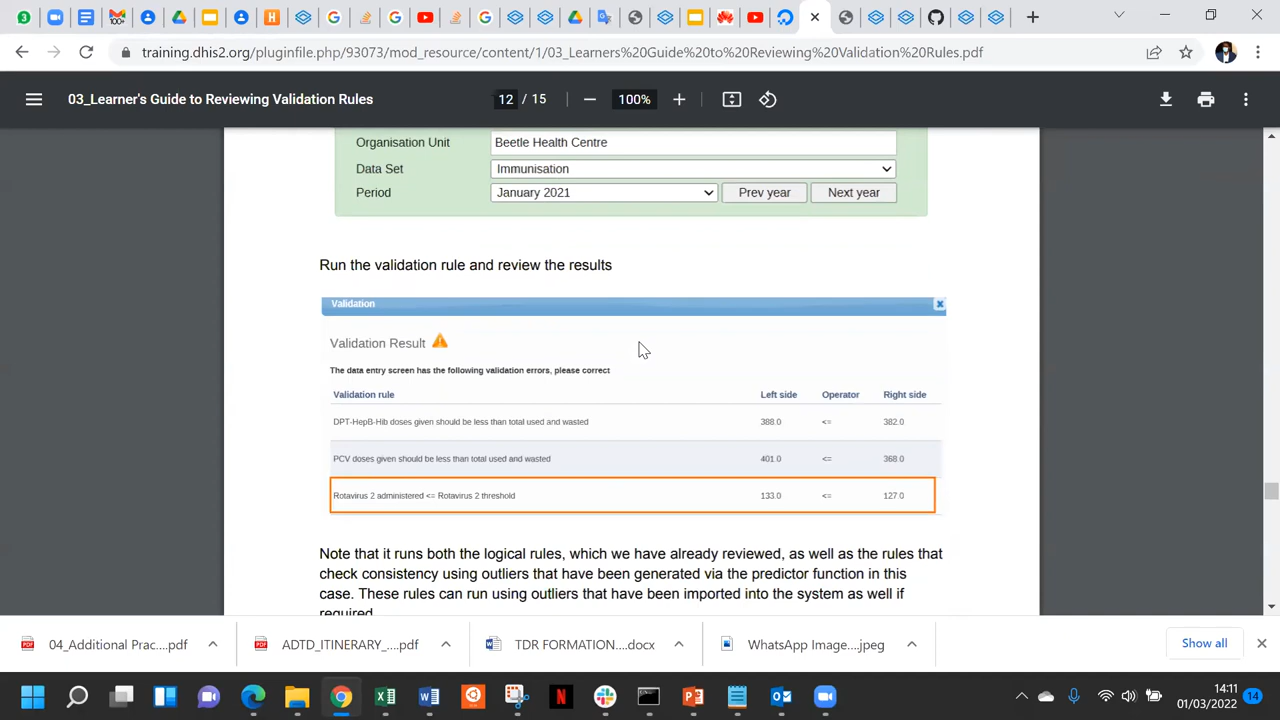 training.dhis2.org/pluginfile.php/93073/mod_resource/content/1/03_Learners%20Guide%20to%20Reviewing%20Validation%20Rules.pdf
03_Learner's Guide to Reviewing Validation Rules
12 / 15
100%
Organisation Unit Beetle Health Centre
Data Set Immunisation
Period January 2021 Prev year Next year
Run the validation rule and review the results
Validation
Validation Result
The data entry screen has the following validation errors, please correct
Validation rule Left side Operator Right side
DPT-HepB-Hib doses given should be less than total used and wasted 388.0 <= 382.0
PCV doses given should be less than total used and wasted 401.0 <= 368.0
Rotavirus 2 administered <= Rotavirus 2 threshold 133.0 <= 127.0
Note that it runs both the logical rules, which we have already reviewed, as well as the rules that
check consistency using outliers that have been generated via the predictor function in this
case. These rules can run using outliers that have been imported into the system as well if
required
04_Additional Prac....pdf ADTD_ITINERARY_....pdf TDR FORMATION....docx WhatsApp Image....jpeg Show all
14:11
01/03/2022
14